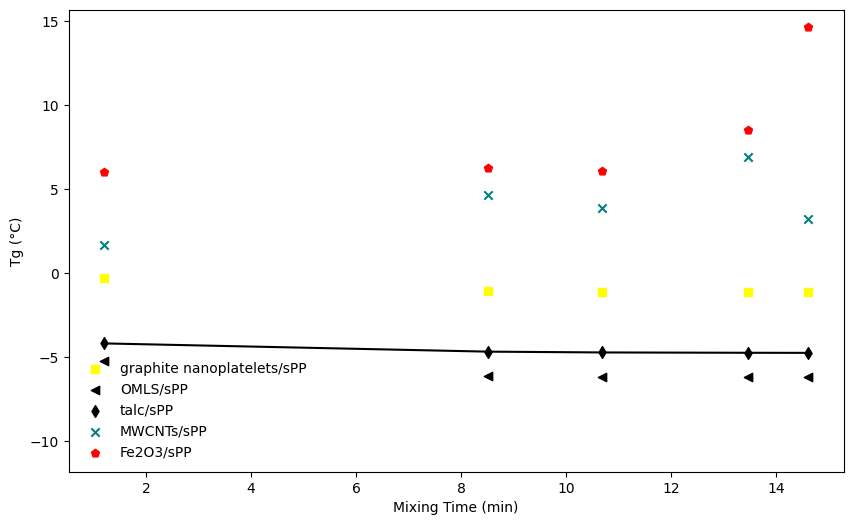 15
10
5
0
−5
−10
Tg (°C)
graphite nanoplatelets/sPP
OMLS/sPP
talc/sPP
MWCNTs/sPP
Fe2O3/sPP
2 4 6 8 10 12 14
Mixing Time (min)